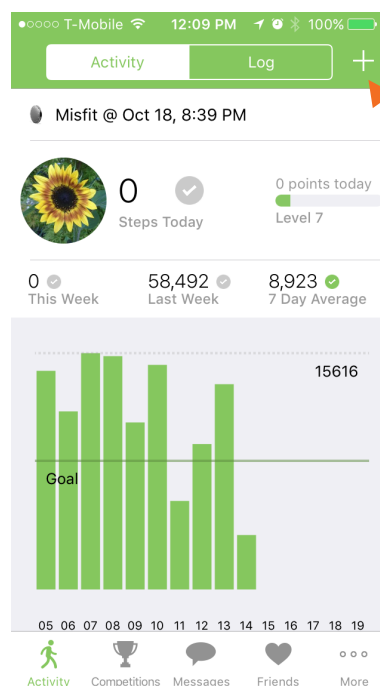 T-Mobile 12:09 PM 100%
Activity Log
Misfit @ Oct 18, 8:39 PM
0
Steps Today
0 points today
Level 7
0 58,492 8,923
This Week Last Week 7 Day Average
15616
Goal
05 06 07 08 09 10 11 12 13 14 15 16 17 18 19
Activity Competitions Messages Friends More